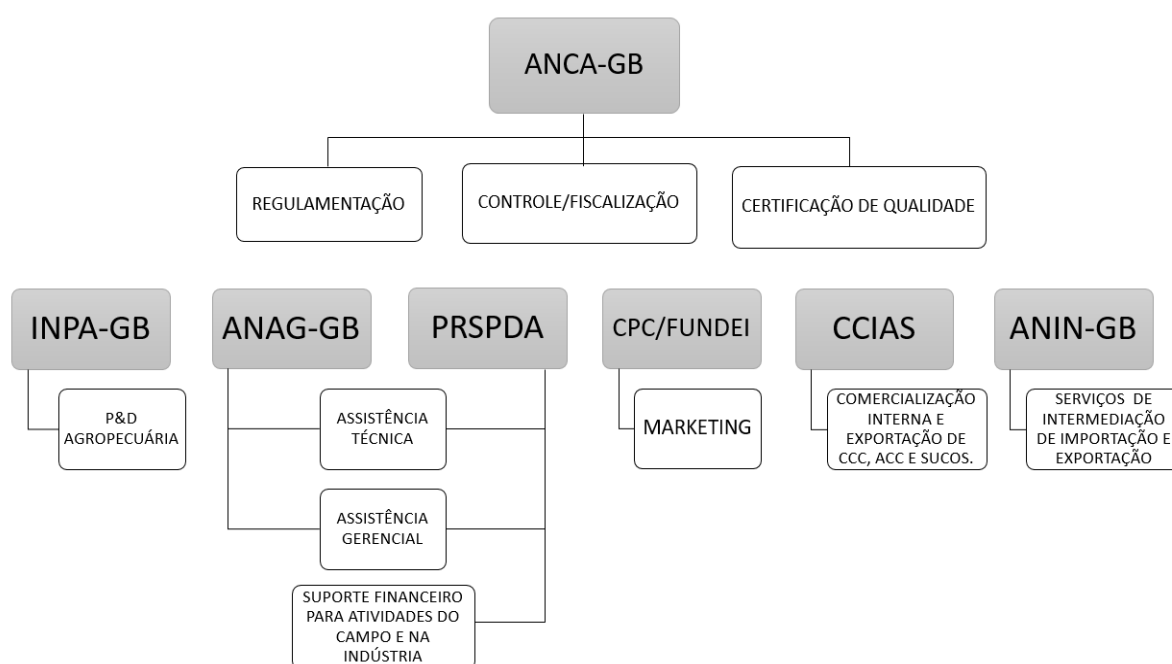 ANCA-GB
REGULAMENTAÇÃO
CONTROLE/FISCALIZAÇÃO
CERTIFICAÇÃO DE QUALIDADE
INPA-GB
ANAG-GB
PRSPDA
CPC/FUNDEI
CCIAS
ANIN-GB
P&D
AGROPECUÁRIA
ASSISTÊNCIA
TÉCNICA
MARKETING
COMERCIALIZAÇÃO
INTERNA E
EXPORTAÇÃO DE
CCC, ACC E SUCOS.
SERVIÇOS DE
INTERMEDIAÇÃO
DE IMPORTAÇÃO E
EXPORTAÇÃO
ASSISTÊNCIA
GERENCIAL
SUPORTE FINANCEIRO
PARA ATIVIDADES DO
CAMPO E NA
INDÚSTRIA